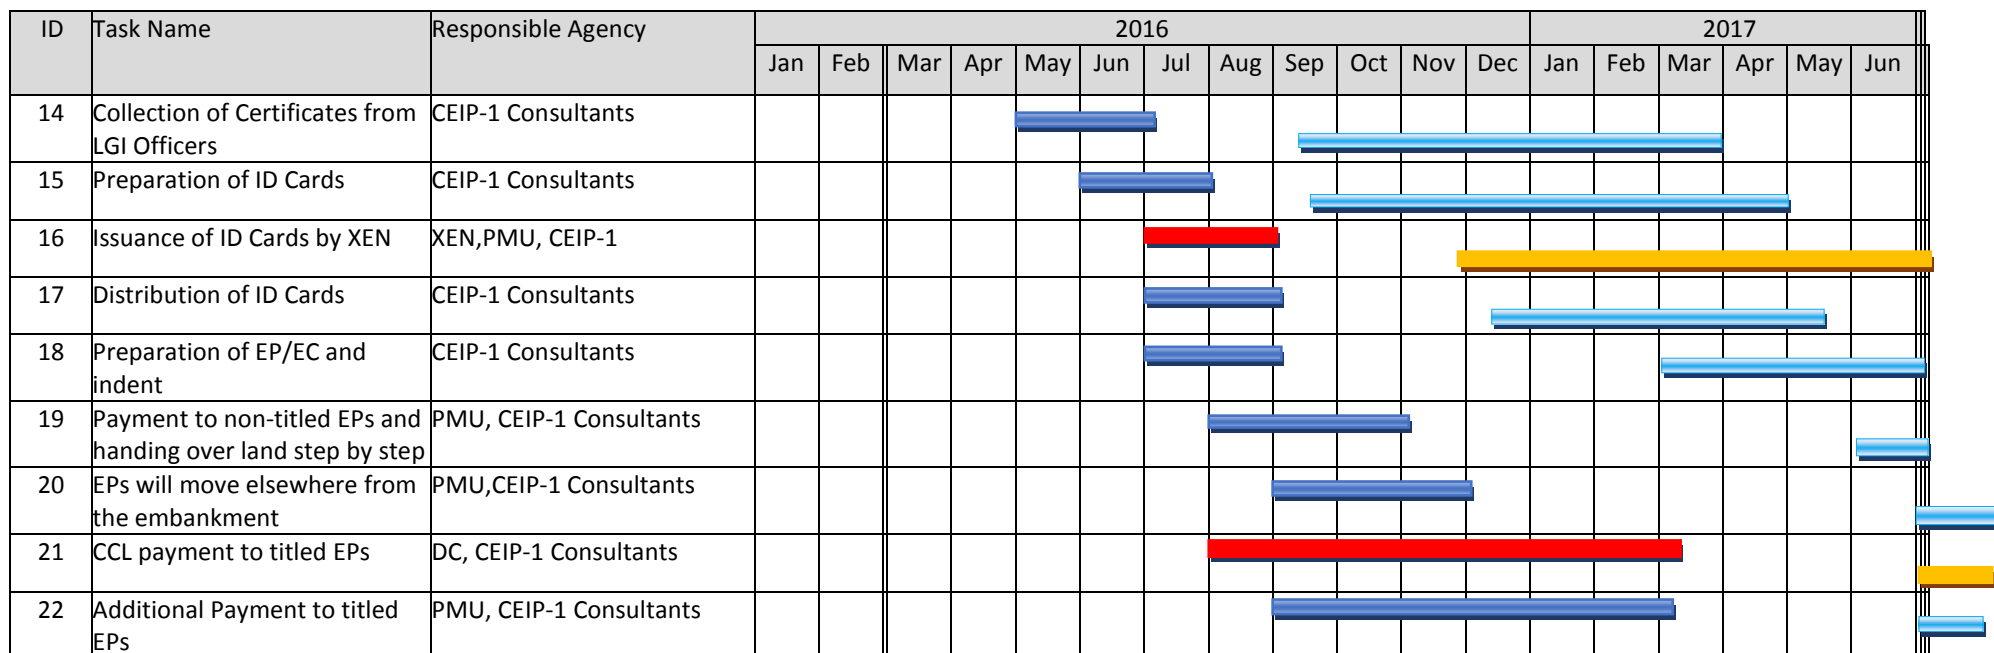 ID Task Name Responsible Agency 2016 2017
Jan Feb Mar Apr May Jun Jul Aug Sep Oct Nov Dec Jan Feb Mar Apr May Jun
14 Collection of Certificates from CEIP-1 Consultants
LGI Officers
15 Preparation of ID Cards CEIP-1 Consultants
16 Issuance of ID Cards by XEN XEN,PMU, CEIP-1
17 Distribution of ID Cards CEIP-1 Consultants
18 Preparation of EP/EC and CEIP-1 Consultants
indent
19 Payment to non-titled EPs and PMU, CEIP-1 Consultants
handing over land step by step
20 EPs will move elsewhere from PMU,CEIP-1 Consultants
the embankment
21 CCL payment to titled EPs DC, CEIP-1 Consultants
22 Additional Payment to titled PMU, CEIP-1 Consultants
EPs